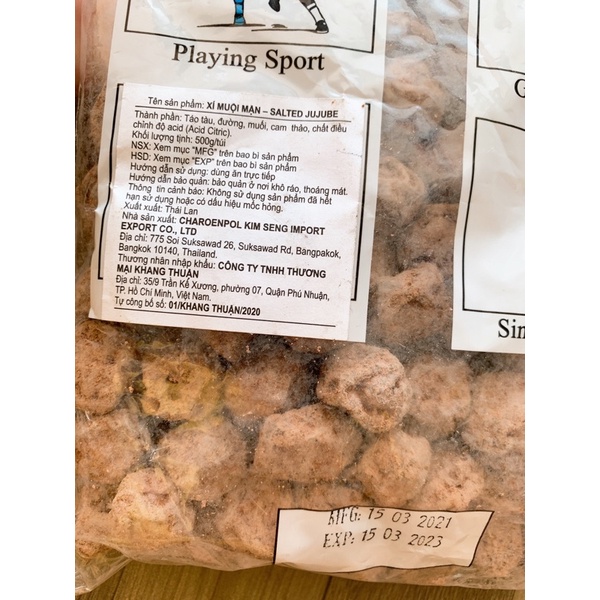 Playing Sport
Tên sản phẩm: XÍ MUỘI MẶN – SALTED JUJUBE
Thành phần: Táo tàu, đường, muối, cam thảo, chất điều
chỉnh độ acid (Acid Citric).
Khối lượng tịnh: 500g/túi
NSX: Xem mục "MFG" trên bao bì sản phẩm
HSD: Xem mục "EXP" trên bao bì sản phẩm
Hướng dẫn sử dụng: dùng ăn trực tiếp
Hướng dẫn bảo quản: bảo quản ở nơi khô ráo, thoáng mát.
Thông tin cảnh báo: Không sử dụng sản phẩm đã hết
hạn sử dụng hoặc có dấu hiệu mốc hỏng.
Xuất xứ: Thái Lan
Nhà sản xuất: CHAROENPOL KIM SENG IMPORT
EXPORT CO., LTD
Địa chỉ: 775 Soi Suksawad 26, Suksawad Rd, Bangpakok,
Bangkok 10140, Thailand.
Thương nhân nhập khẩu: CÔNG TY TNHH THƯƠNG
MẠI KHANG THUẬN
Địa chỉ: 35/9 Trần Kế Xương, phường 07, Quận Phú Nhuận,
TP. Hồ Chí Minh, Việt Nam.
Tự công bố số: 01/KHANG THUẬN/2020
G
Sin
MFG: 15 03 2021
EXP: 15 03 2023